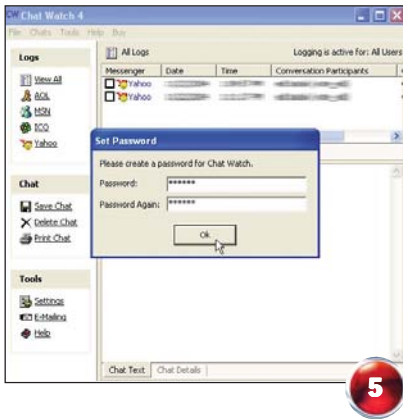 Chat Watch 4
File Chats Tools Help Buy
Logs
View All
AOL
MSN
ICQ
Yahoo
Chat
Save Chat
Delete Chat
Print Chat
Tools
Settings
E-Mailing
Help
All Logs Logging is active for: All Users
Messenger Date Time Conversation Participants
Yahoo
Yahoo
Set Password
Please create a password for Chat Watch.
Password: ******
Password Again: ******
Ok
Chat Text Chat Details
5